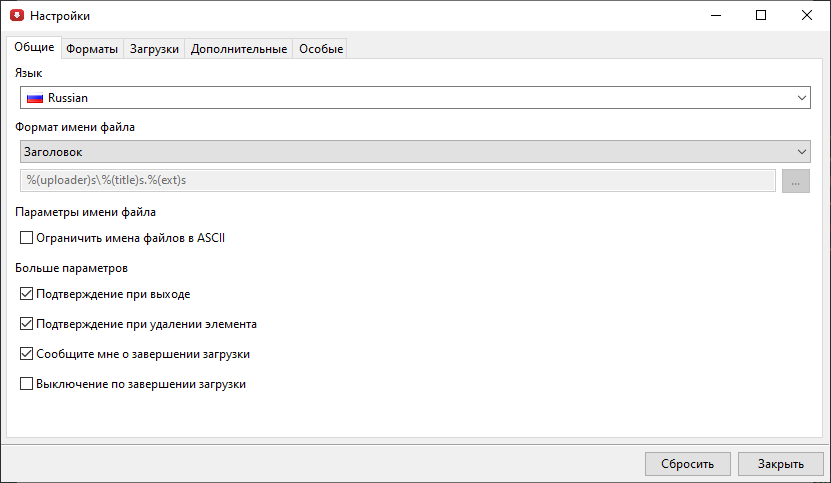 Настройки
Общие Форматы Загрузки Дополнительные Особые
Язык
Russian
Формат имени файла
Заголовок
%(uploader)s\%(title)s.%(ext)s ...
Параметры имени файла
Ограничить имена файлов в ASCII
Больше параметров
Подтверждение при выходе
Подтверждение при удалении элемента
Сообщите мне о завершении загрузки
Выключение по завершении загрузки
Сбросить Закрыть